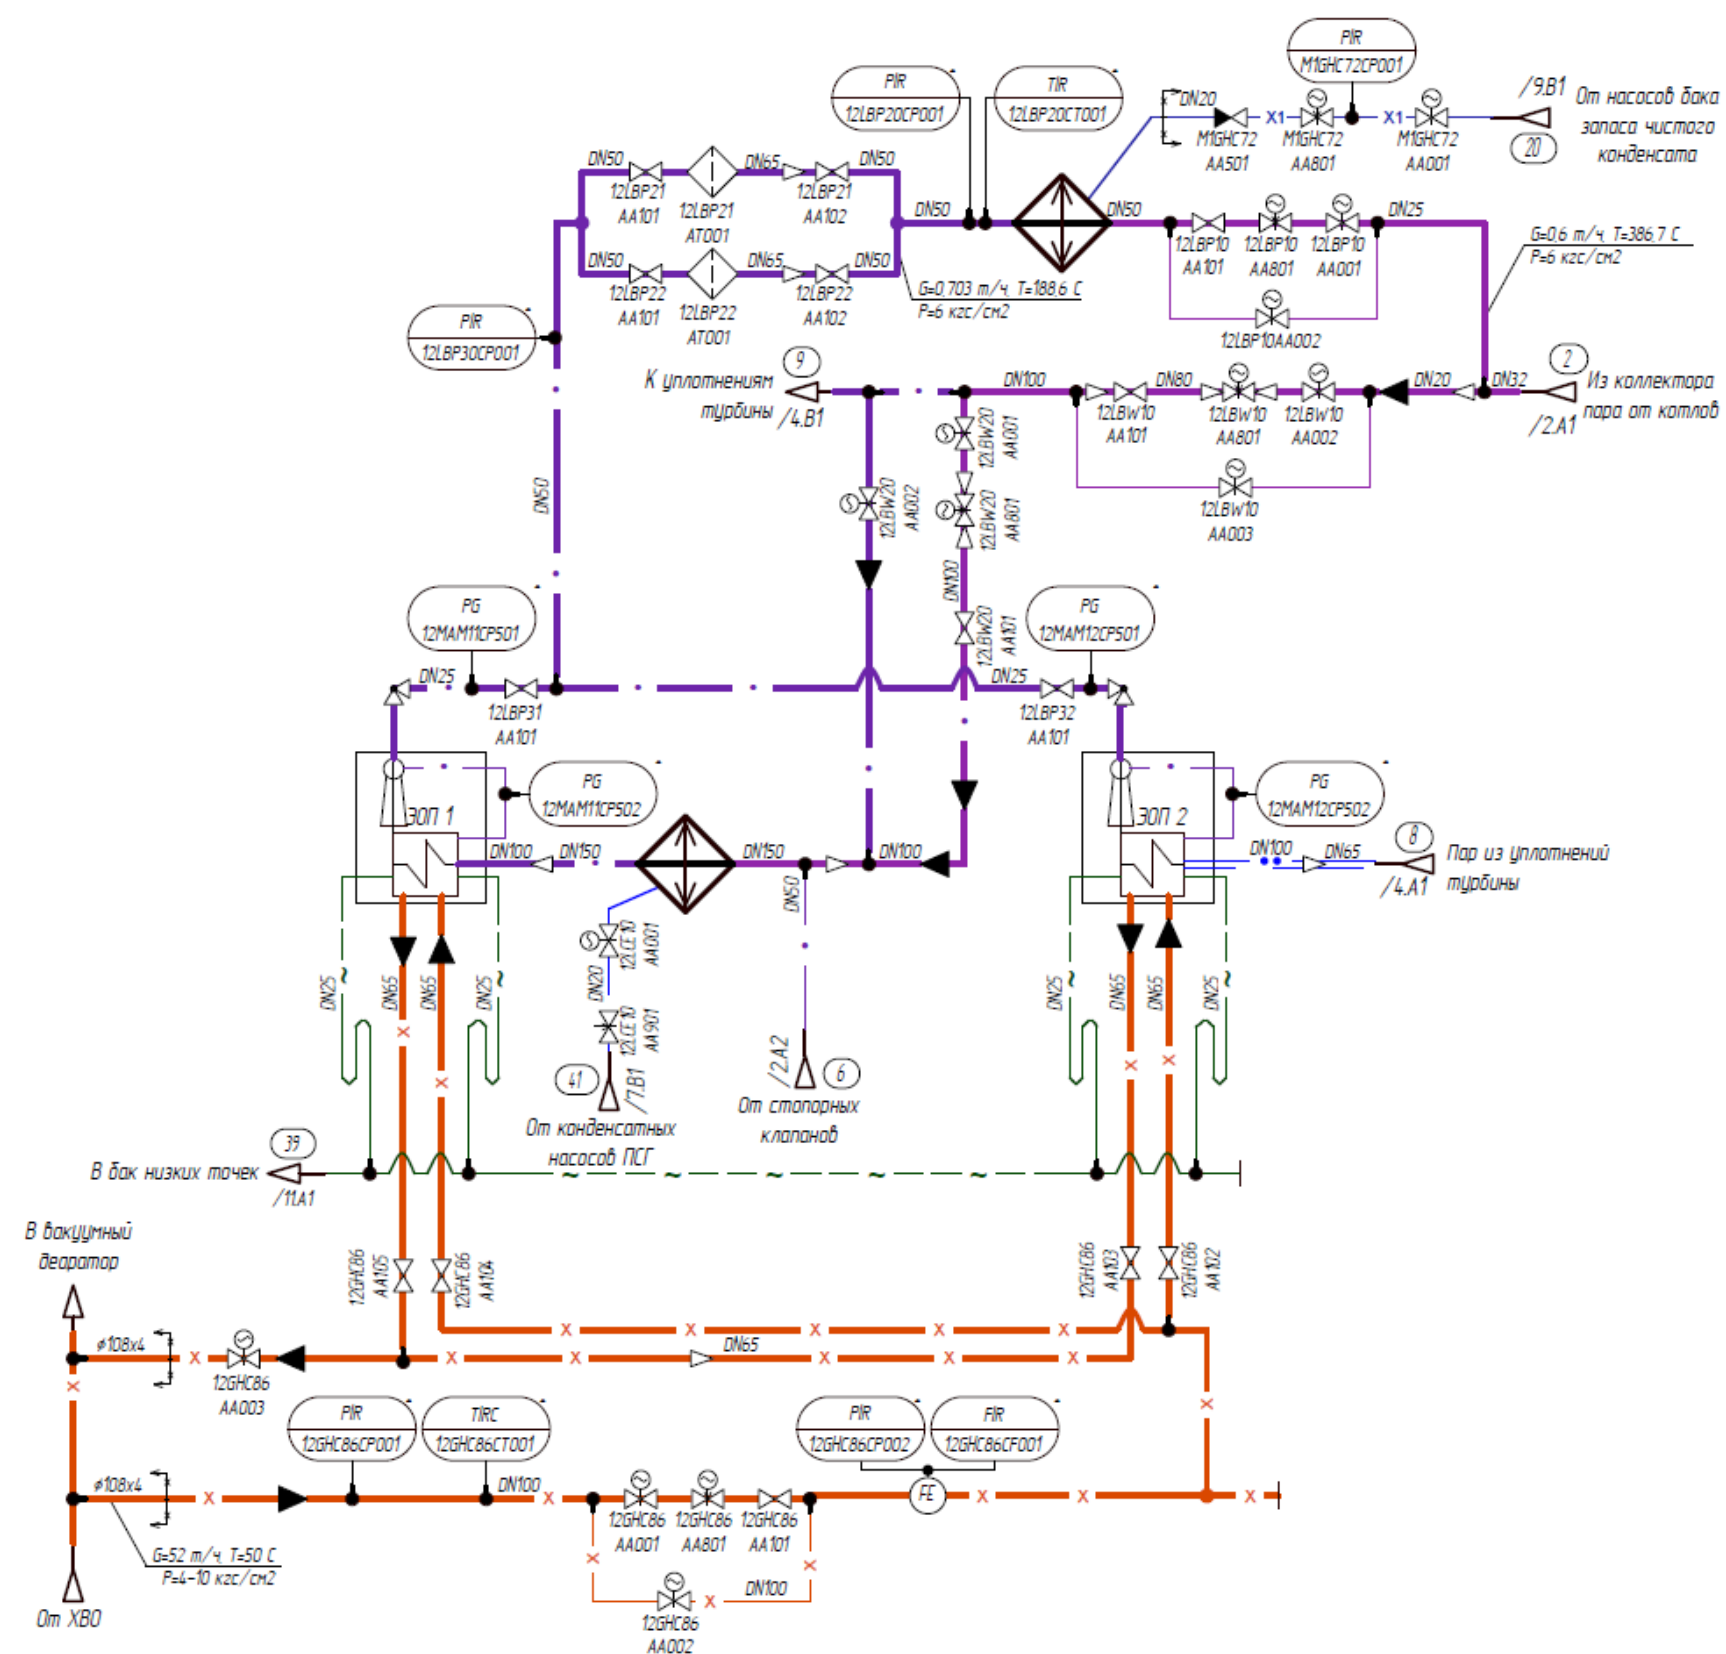 PIR
M1GHC72CP001
PIR
12LBP20CP001
TIR
12LBP20CT001
DN20
X1
X1
M1GHC72
AA501
M1GHC72
AA801
M1GHC72
AA001
/9.B1
20
От насосов бака
запаса чистого
конденсата
DN50
DN65
DN50
12LBP21
AA101
12LBP21
AT001
12LBP21
AA102
DN50
DN65
DN50
12LBP22
AA101
12LBP22
AT001
12LBP22
AA102
DN50
DN50
DN25
12LBP10
AA101
12LBP10
AA801
12LBP10
AA001
12LBP10AA002
G=0,6 т/ч, T=386,7 C
P=6 кгс/см2
G=0,703 т/ч, T=188,6 C
P=6 кгс/см2
PIR
12LBP30CP001
К уплотнениям
турбины
9
/4.B1
DN100
DN80
DN20
DN32
2
/2.A1
Из коллектора
пара от котлов
12LBW10
AA101
12LBW10
AA801
12LBW10
AA002
12LBW10
AA003
DN50
12LBW20
AA002
12LBW20
AA001
12LBW20
AA801
DN100
12LBW20
AA101
PG
12MAM11CP501
PG
12MAM12CP501
DN25
DN25
12LBP31
AA101
12LBP32
AA101
PG
12MAM11CP502
PG
12MAM12CP502
ЭОП 1
ЭОП 2
DN100
DN150
DN150
DN100
DN100
DN65
8
/4.A1
Пар из уплотнений
турбины
DN50
12LCE10
AA001
DN20
12LCE10
AA901
41
/7.B1
От конденсатных
насосов ПСГ
/2.A2
6
От стопорных
клапанов
DN25
DN65
DN65
DN25
DN25
DN65
DN65
DN25
В бак низких точек
39
/11.A1
В вакуумный
деаратор
12GHC86
AA105
12GHC86
AA104
12GHC86
AA103
12GHC86
AA102
DN65
ø108x4
12GHC86
AA003
PIR
12GHC86CP001
TIRC
12GHC86CT001
PIR
12GHC86CP002
FIR
12GHC86CF001
ø108x4
DN100
FE
12GHC86
AA001
12GHC86
AA801
12GHC86
AA101
G=52 т/ч, T=50 C
P=4-10 кгс/см2
DN100
12GHC86
AA002
От ХВО